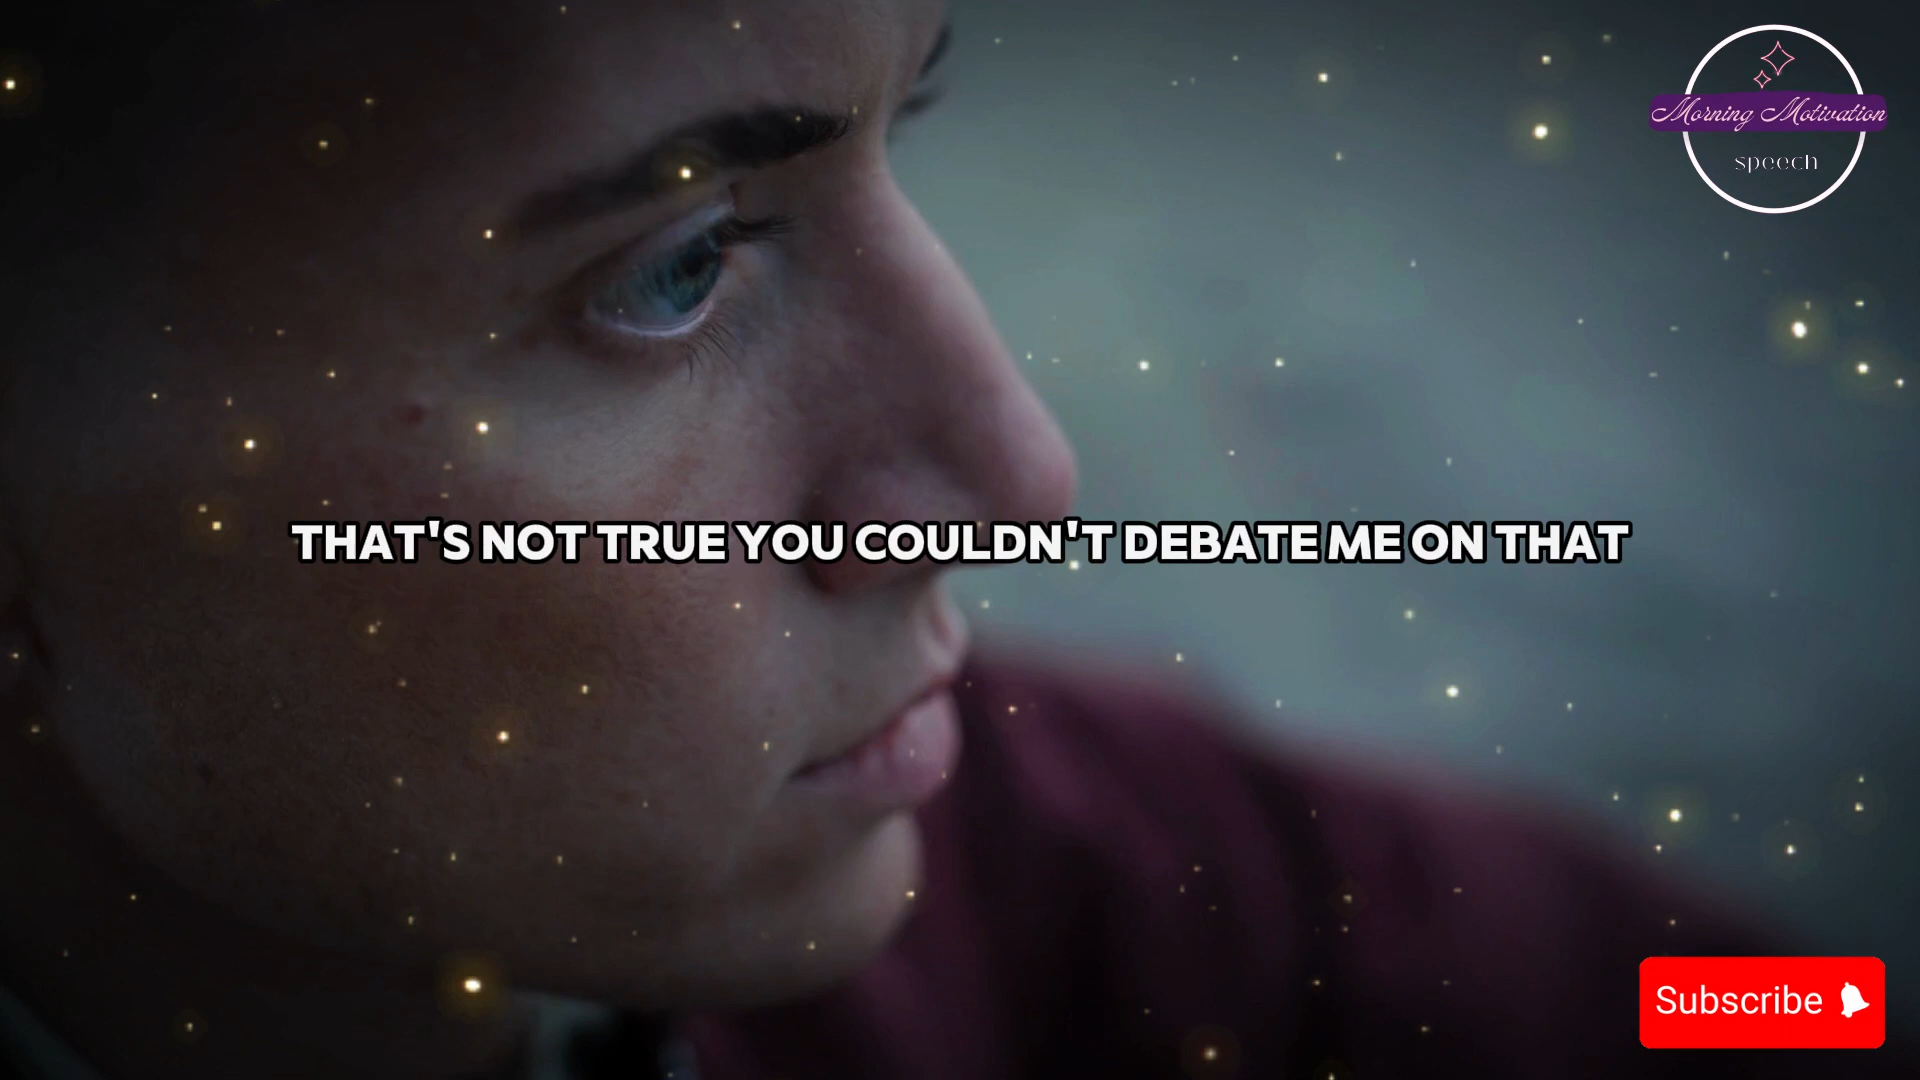 Morning Motivation
speech
THAT'S NOT TRUE YOU COULDN'T DEBATE ME ON THAT
Subscribe